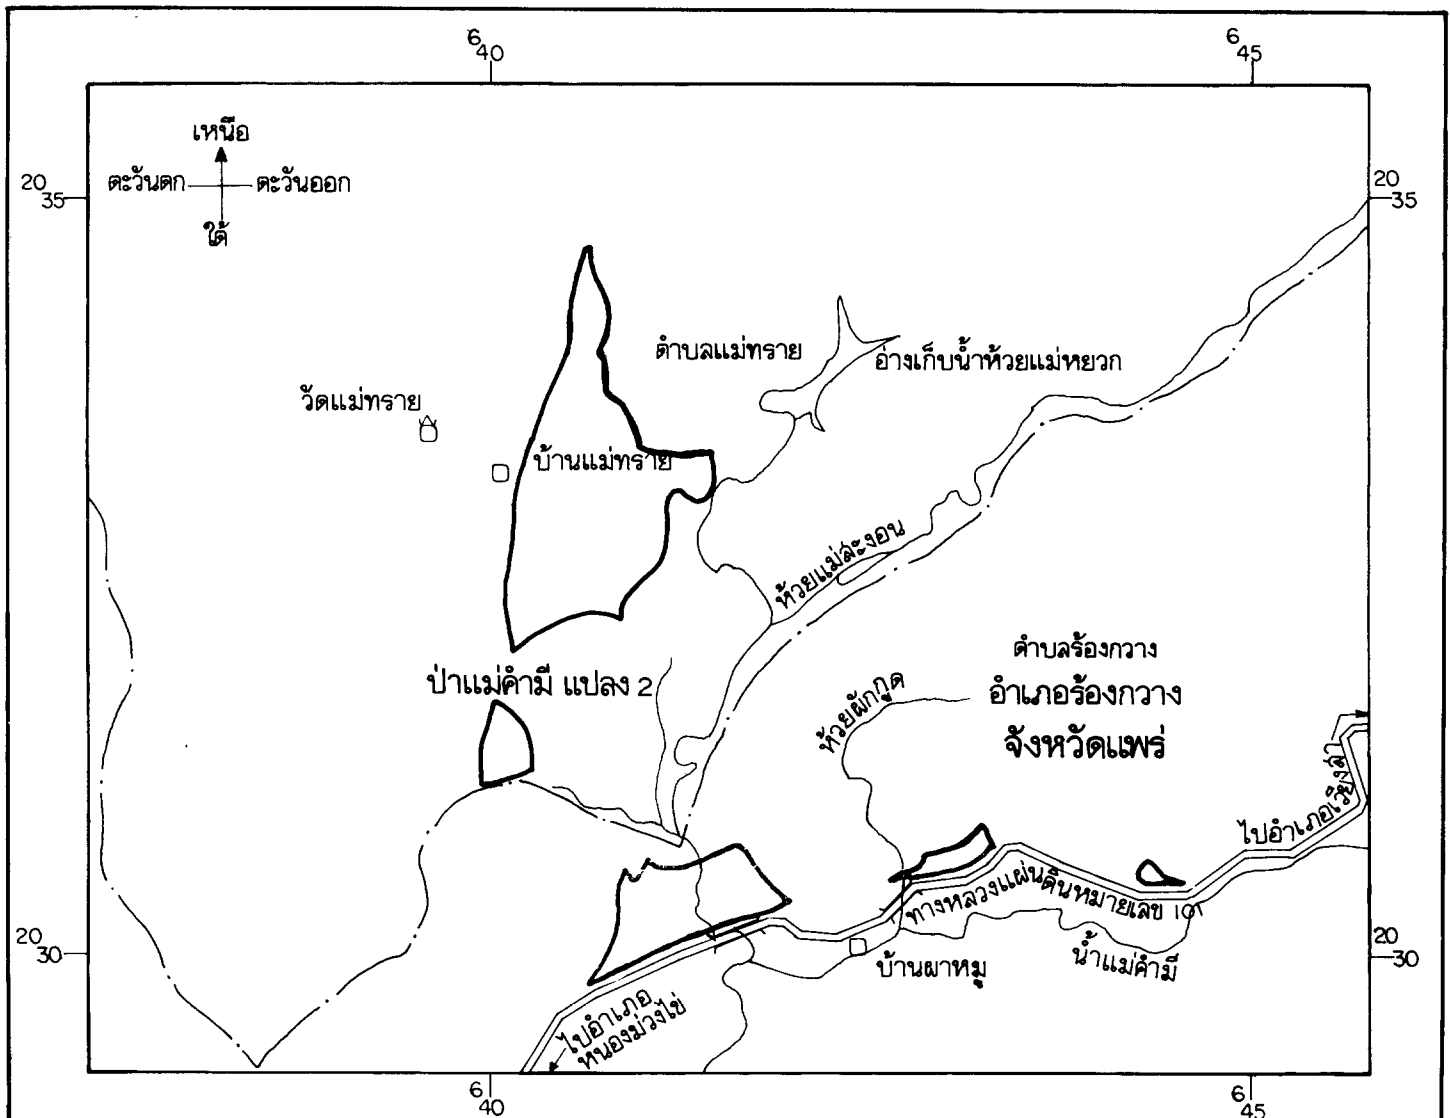 6 40
6 45
เหนือ
ตะวันตก
ตะวันออก
ใต้
20 35
20 35
ตำบลแม่ทราย
อ่างเก็บน้ำห้วยแม่หยวก
วัดแม่ทราย
บ้านแม่ทราย
ห้วยแม่สะงอน
ตำบลร้องกวาง
ป่าแม่คำมี แปลง 2
ห้วยผักกูด
อำเภอร้องกวาง
จังหวัดแพร่
ไปอำเภอเวียงสา
ทางหลวงแผ่นดินหมายเลข 101
20 30
20 30
บ้านผาหมู
น้ำแม่คำมี
ไปอำเภอ
หนองม่วงไข่
6 40
6 45